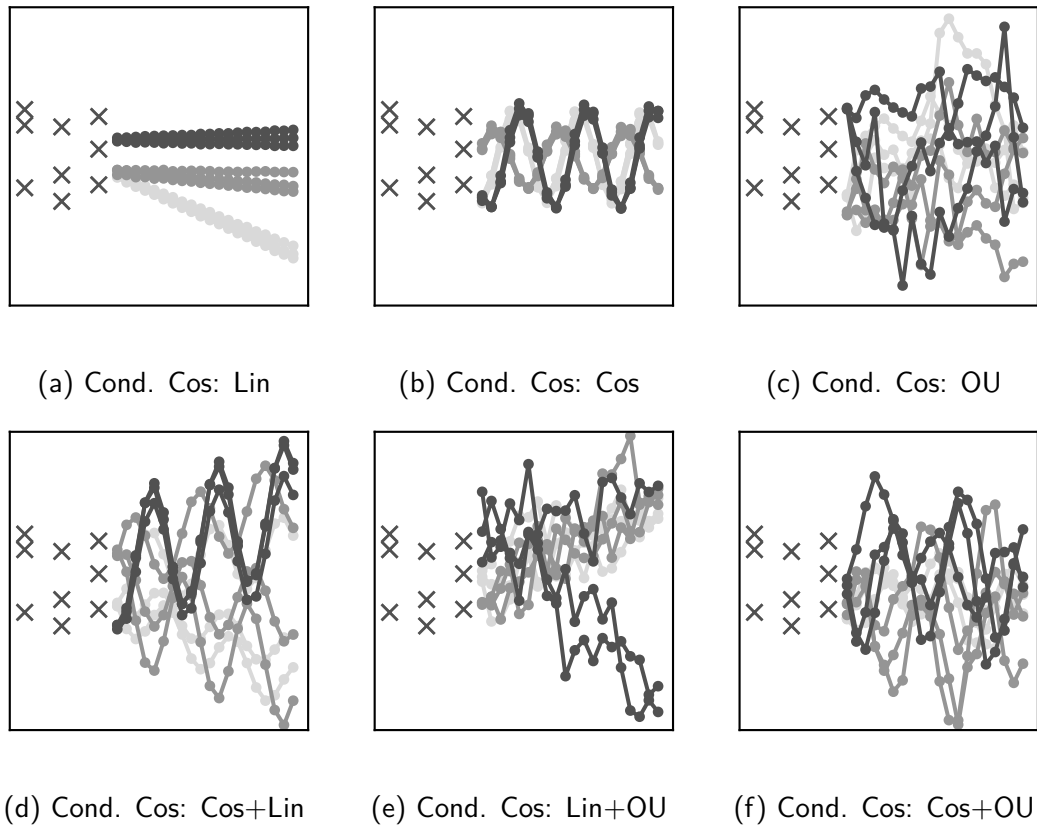 (a) Cond. Cos: Lin
(b) Cond. Cos: Cos
(c) Cond. Cos: OU
(d) Cond. Cos: Cos+Lin
(e) Cond. Cos: Lin+OU
(f) Cond. Cos: Cos+OU